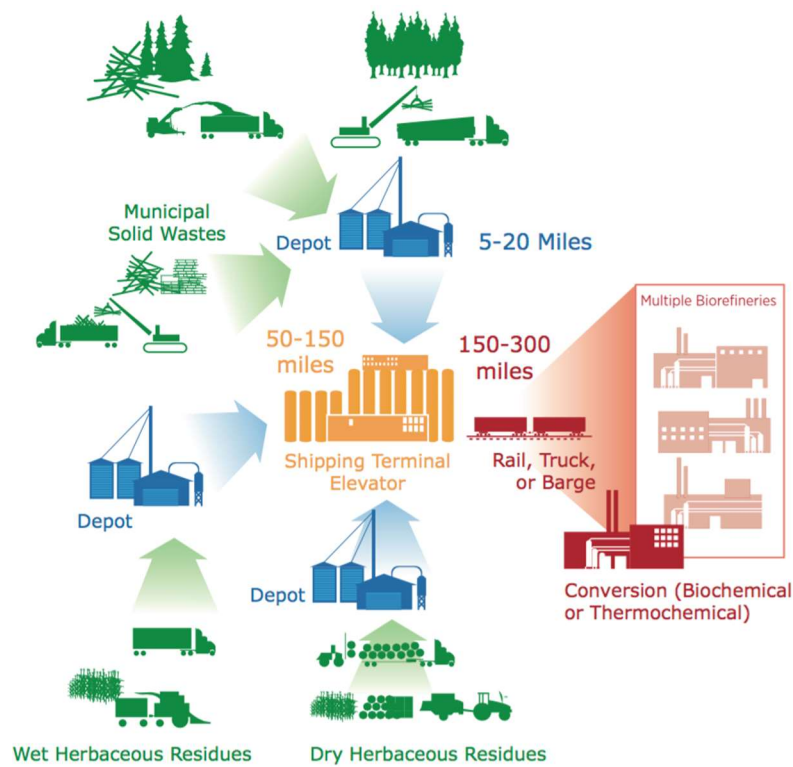 Municipal
Solid Wastes
Depot
5-20 Miles
Multiple Biorefineries
50-150
miles
150-300
miles
Shipping Terminal
Elevator
Rail, Truck,
or Barge
Depot
Depot
Conversion (Biochemical
or Thermochemical)
Wet Herbaceous Residues
Dry Herbaceous Residues